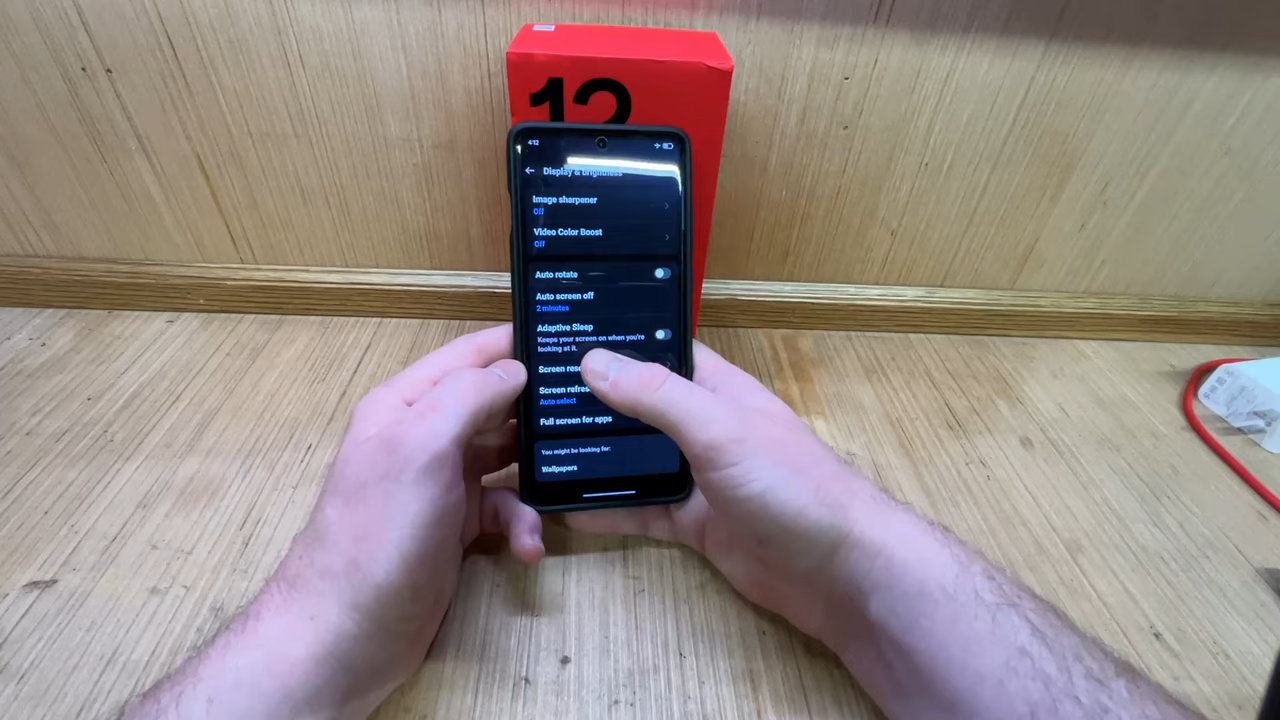 12
4:12
Display & brightness
Image sharpener
Off
Video Color Boost
Off
Auto rotate
Auto screen off
2 minutes
Adaptive Sleep
Keeps your screen on when you're
looking at it.
Screen
Screen
Auto select
Full screen for apps
You might be looking for:
Wallpapers